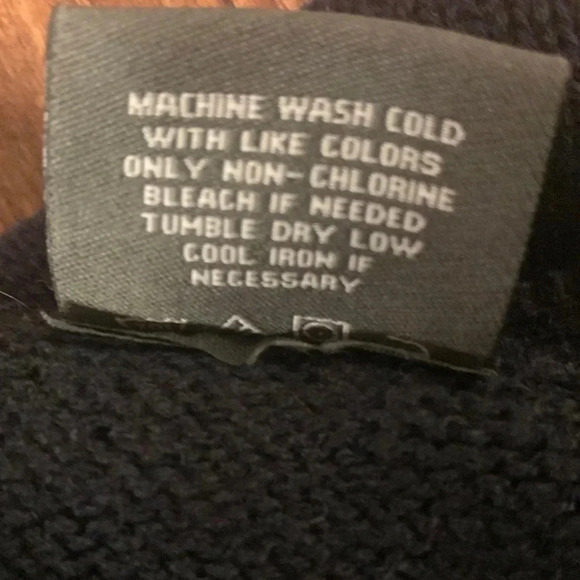 MACHINE WASH COLD
WITH LIKE COLORS
ONLY NON-CHLORINE
BLEACH IF NEEDED
TUMBLE DRY LOW
COOL IRON IF
NECESSARY